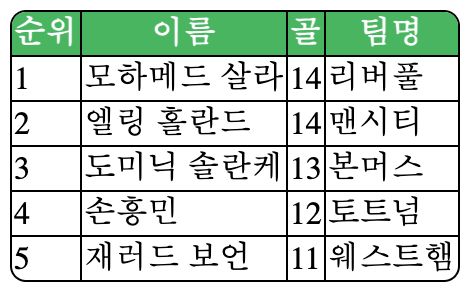 순위 이름 골 팀명
1 모하메드 살라 14 리버풀
2 엘링 홀란드 14 맨시티
3 도미닉 솔란케 13 본머스
4 손흥민 12 토트넘
5 재러드 보언 11 웨스트햄